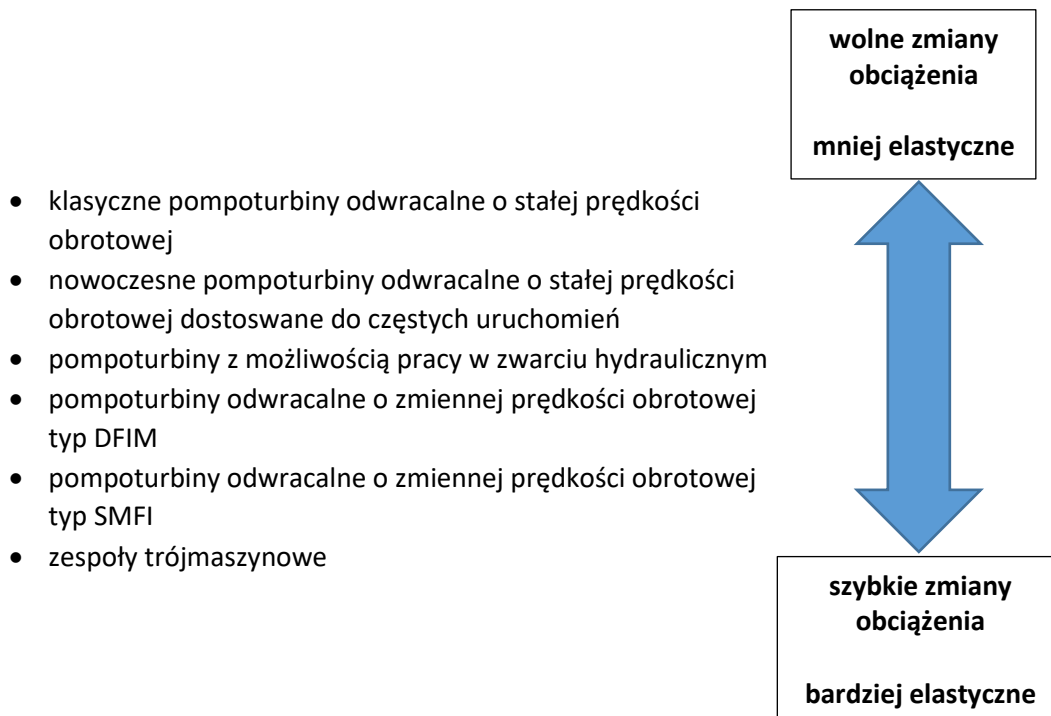 wolne zmiany
obciążenia
mniej elastyczne
• klasyczne pompoturbiny odwracalne o stałej prędkości
obrotowej
• nowoczesne pompoturbiny odwracalne o stałej prędkości
obrotowej dostoswane do częstych uruchomień
• pompoturbiny z możliwością pracy w zwarciu hydraulicznym
• pompoturbiny odwracalne o zmiennej prędkości obrotowej
typ DFIM
• pompoturbiny odwracalne o zmiennej prędkości obrotowej
typ SMFI
• zespoły trójmaszynowe
szybkie zmiany
obciążenia
bardziej elastyczne